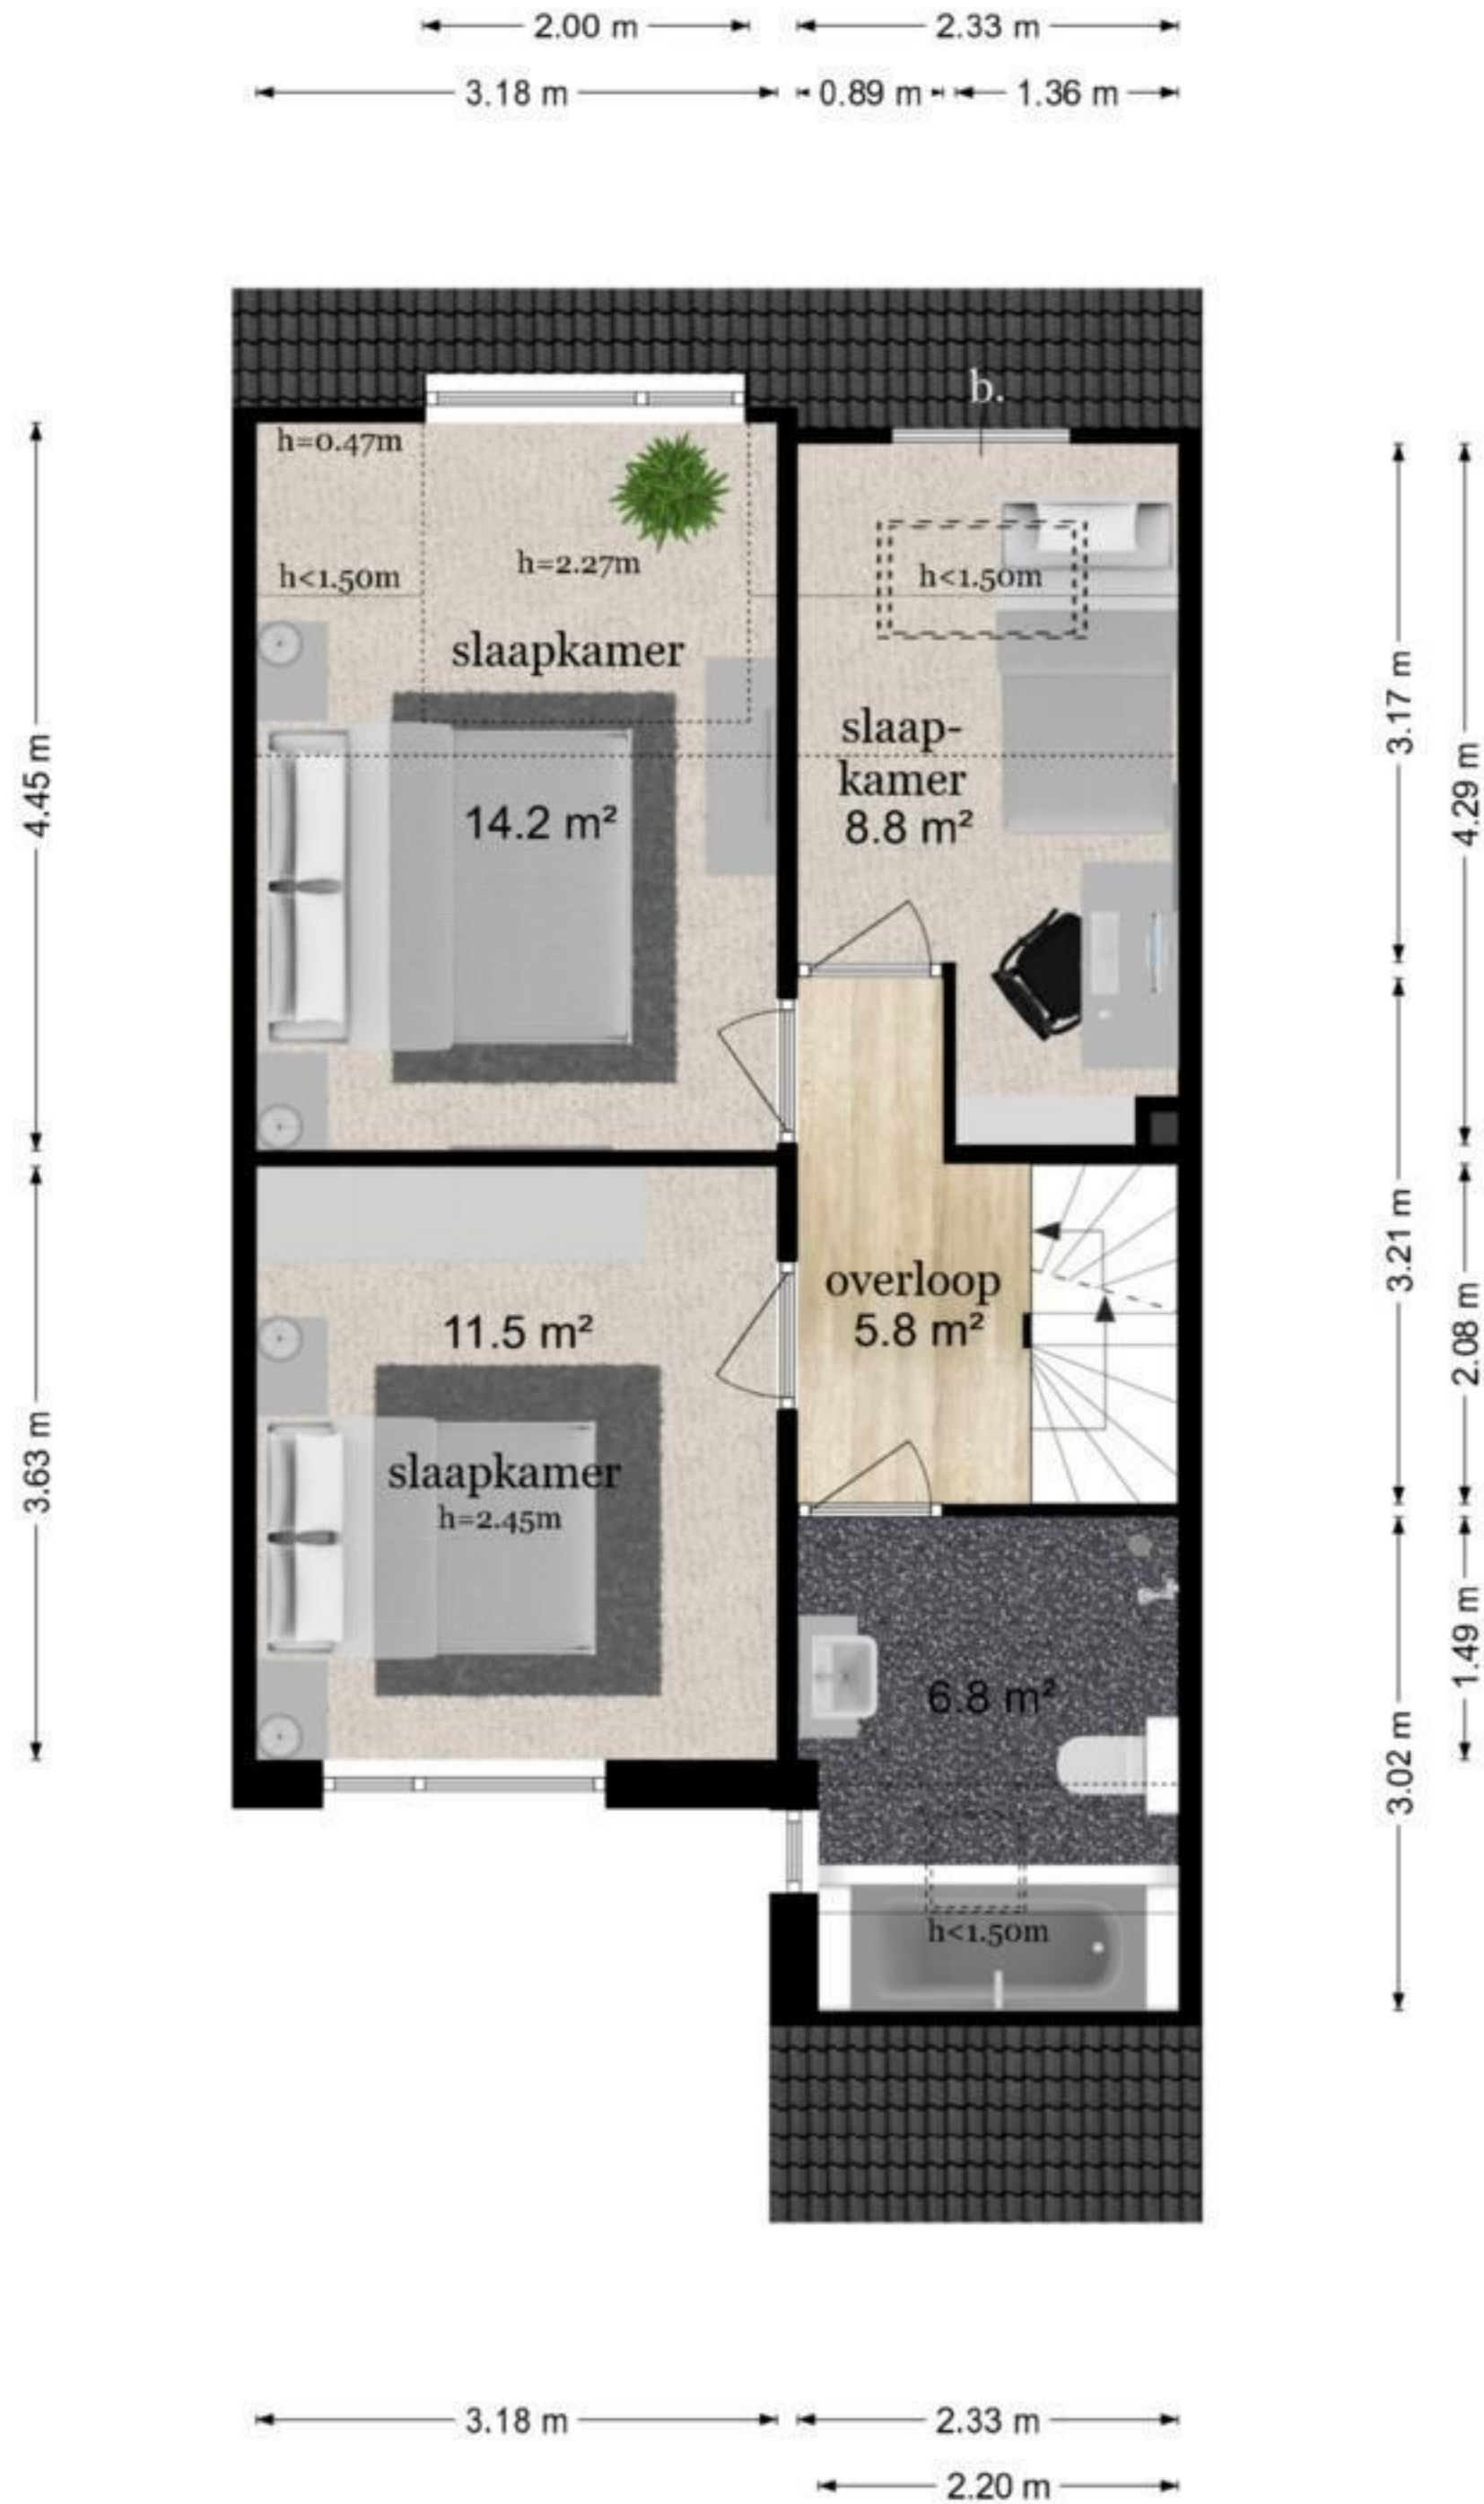 2.00 m
2.33 m
3.18 m
0.89 m
1.36 m
b.
h=0.47m
h<1.50m
h=2.27m
h<1.50m
slaapkamer
slaap-
kamer
8.8 m²
14.2 m²
4.45 m
3.17 m
4.29 m
overloop
5.8 m²
11.5 m²
slaapkamer
h=2.45m
3.63 m
3.21 m
2.08 m
6.8 m²
1.49 m
3.02 m
h<1.50m
3.18 m
2.33 m
2.20 m